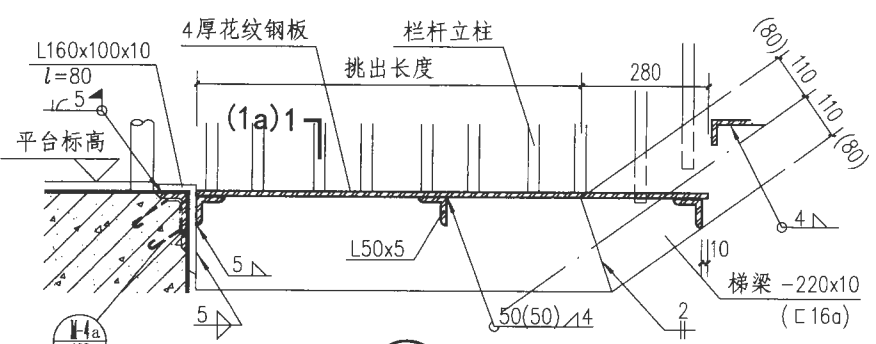 4厚花纹钢板
栏杆立柱
L160x100x10
l=80
5
平台标高
挑出长度
280
(1a)1
(80)
110
110
(80)
4
L50x5
10
5
5
50(50) 4
2
梯梁 -220x10
(⊏16a)